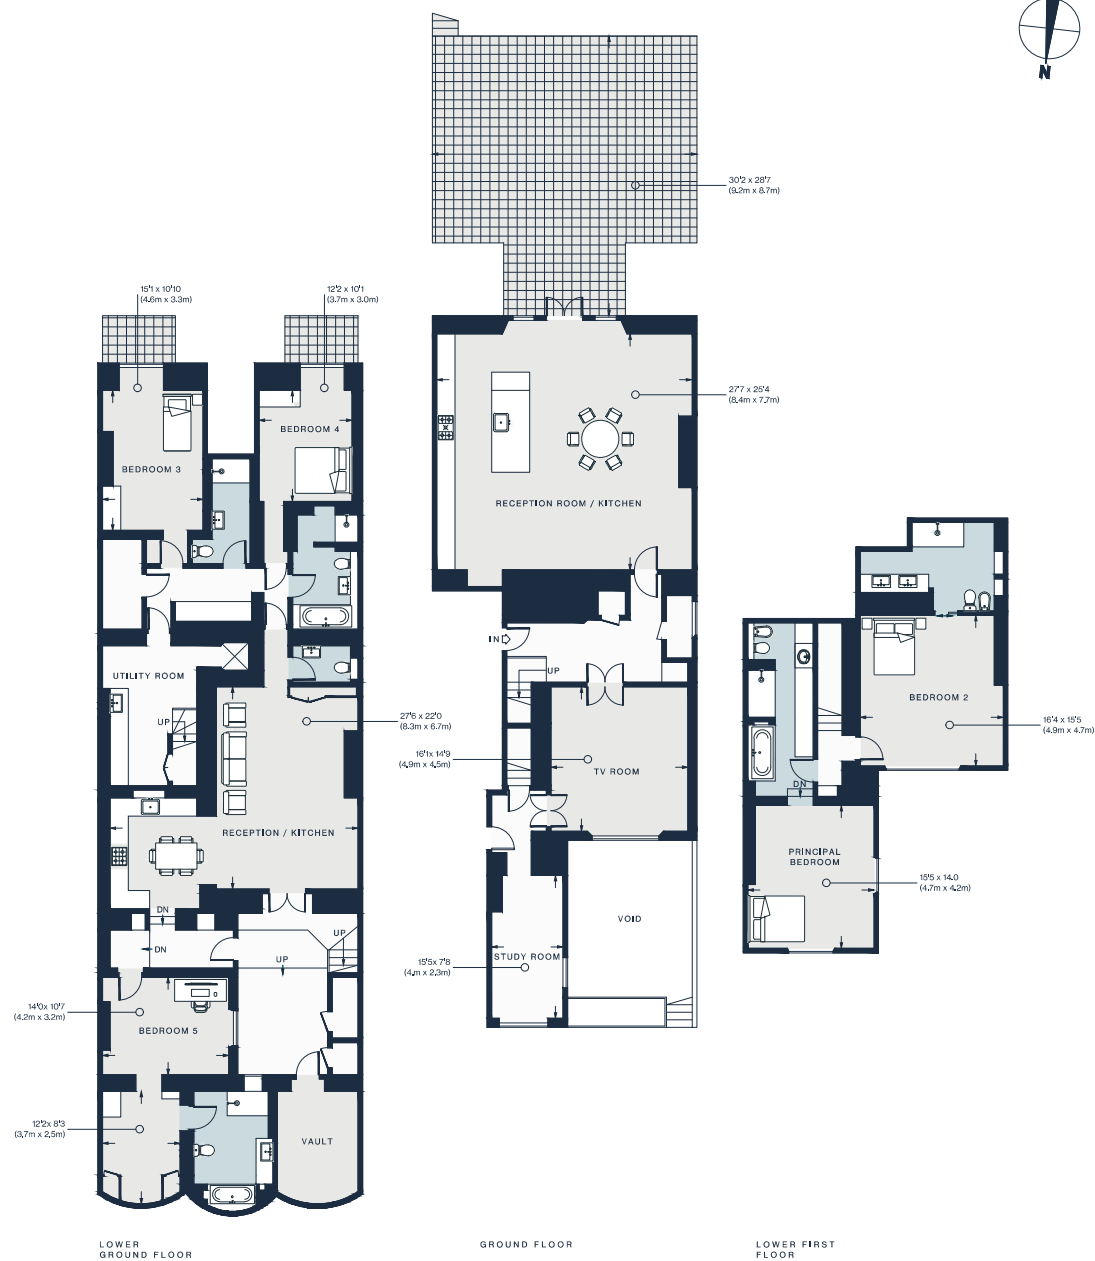 N
30'2 x 28'7
(9.2m x 8.7m)
15'1 x 10'10
(4.6m x 3.3m)
12'2 x 10'1
(3.7m x 3.0m)
27'7 x 25'4
(8.4m x 7.7m)
BEDROOM 3
BEDROOM 4
RECEPTION ROOM / KITCHEN
IN
UP
UTILITY ROOM
UP
27'6 x 22'0
(8.3m x 6.7m)
16'1x 14'9
(4.9m x 4.5m)
TV ROOM
BEDROOM 2
16'4 x 15'5
(4.9m x 4.7m)
RECEPTION / KITCHEN
DN
PRINCIPAL
BEDROOM
15'5 x 14.0
(4.7m x 4.2m)
DN
DN
UP
UP
VOID
STUDY ROOM
15'5x 7'8
(4.m x 2.3m)
14'0x 10'7
(4.2m x 3.2m)
BEDROOM 5
12'2x 8'3
(3.7m x 2.5m)
VAULT
LOWER
GROUND FLOOR
GROUND FLOOR
LOWER FIRST
FLOOR